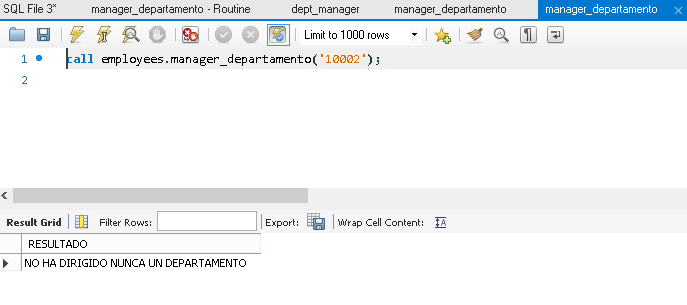 SQL File 3* manager_departamento - Routine dept_manager manager_departamento manager_departamento
Limit to 1000 rows
1 call employees.manager_departamento('10002');
2
Result Grid Filter Rows: Export: Wrap Cell Content: IA
RESULTADO
NO HA DIRIGIDO NUNCA UN DEPARTAMENTO